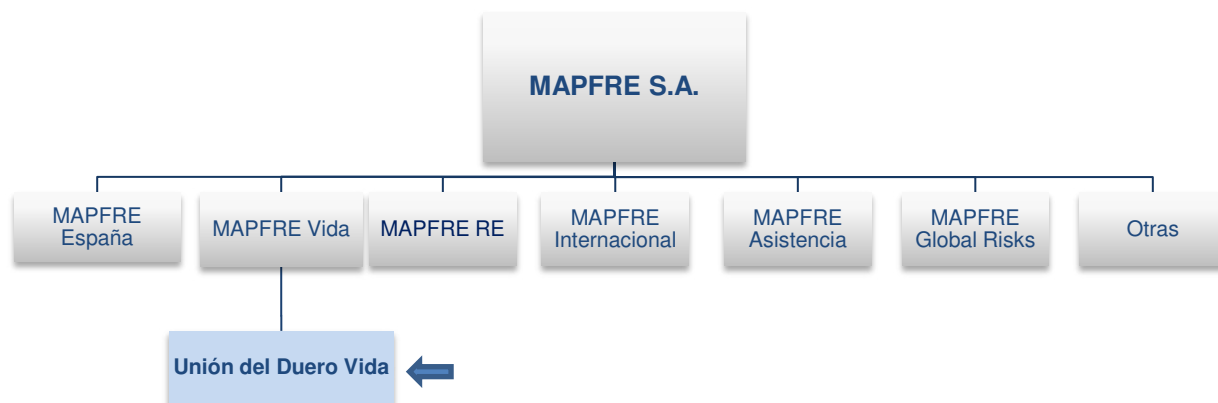 MAPFRE S.A.
MAPFRE
España
MAPFRE Vida
MAPFRE RE
MAPFRE
Internacional
MAPFRE
Asistencia
MAPFRE
Global Risks
Otras
Unión del Duero Vida